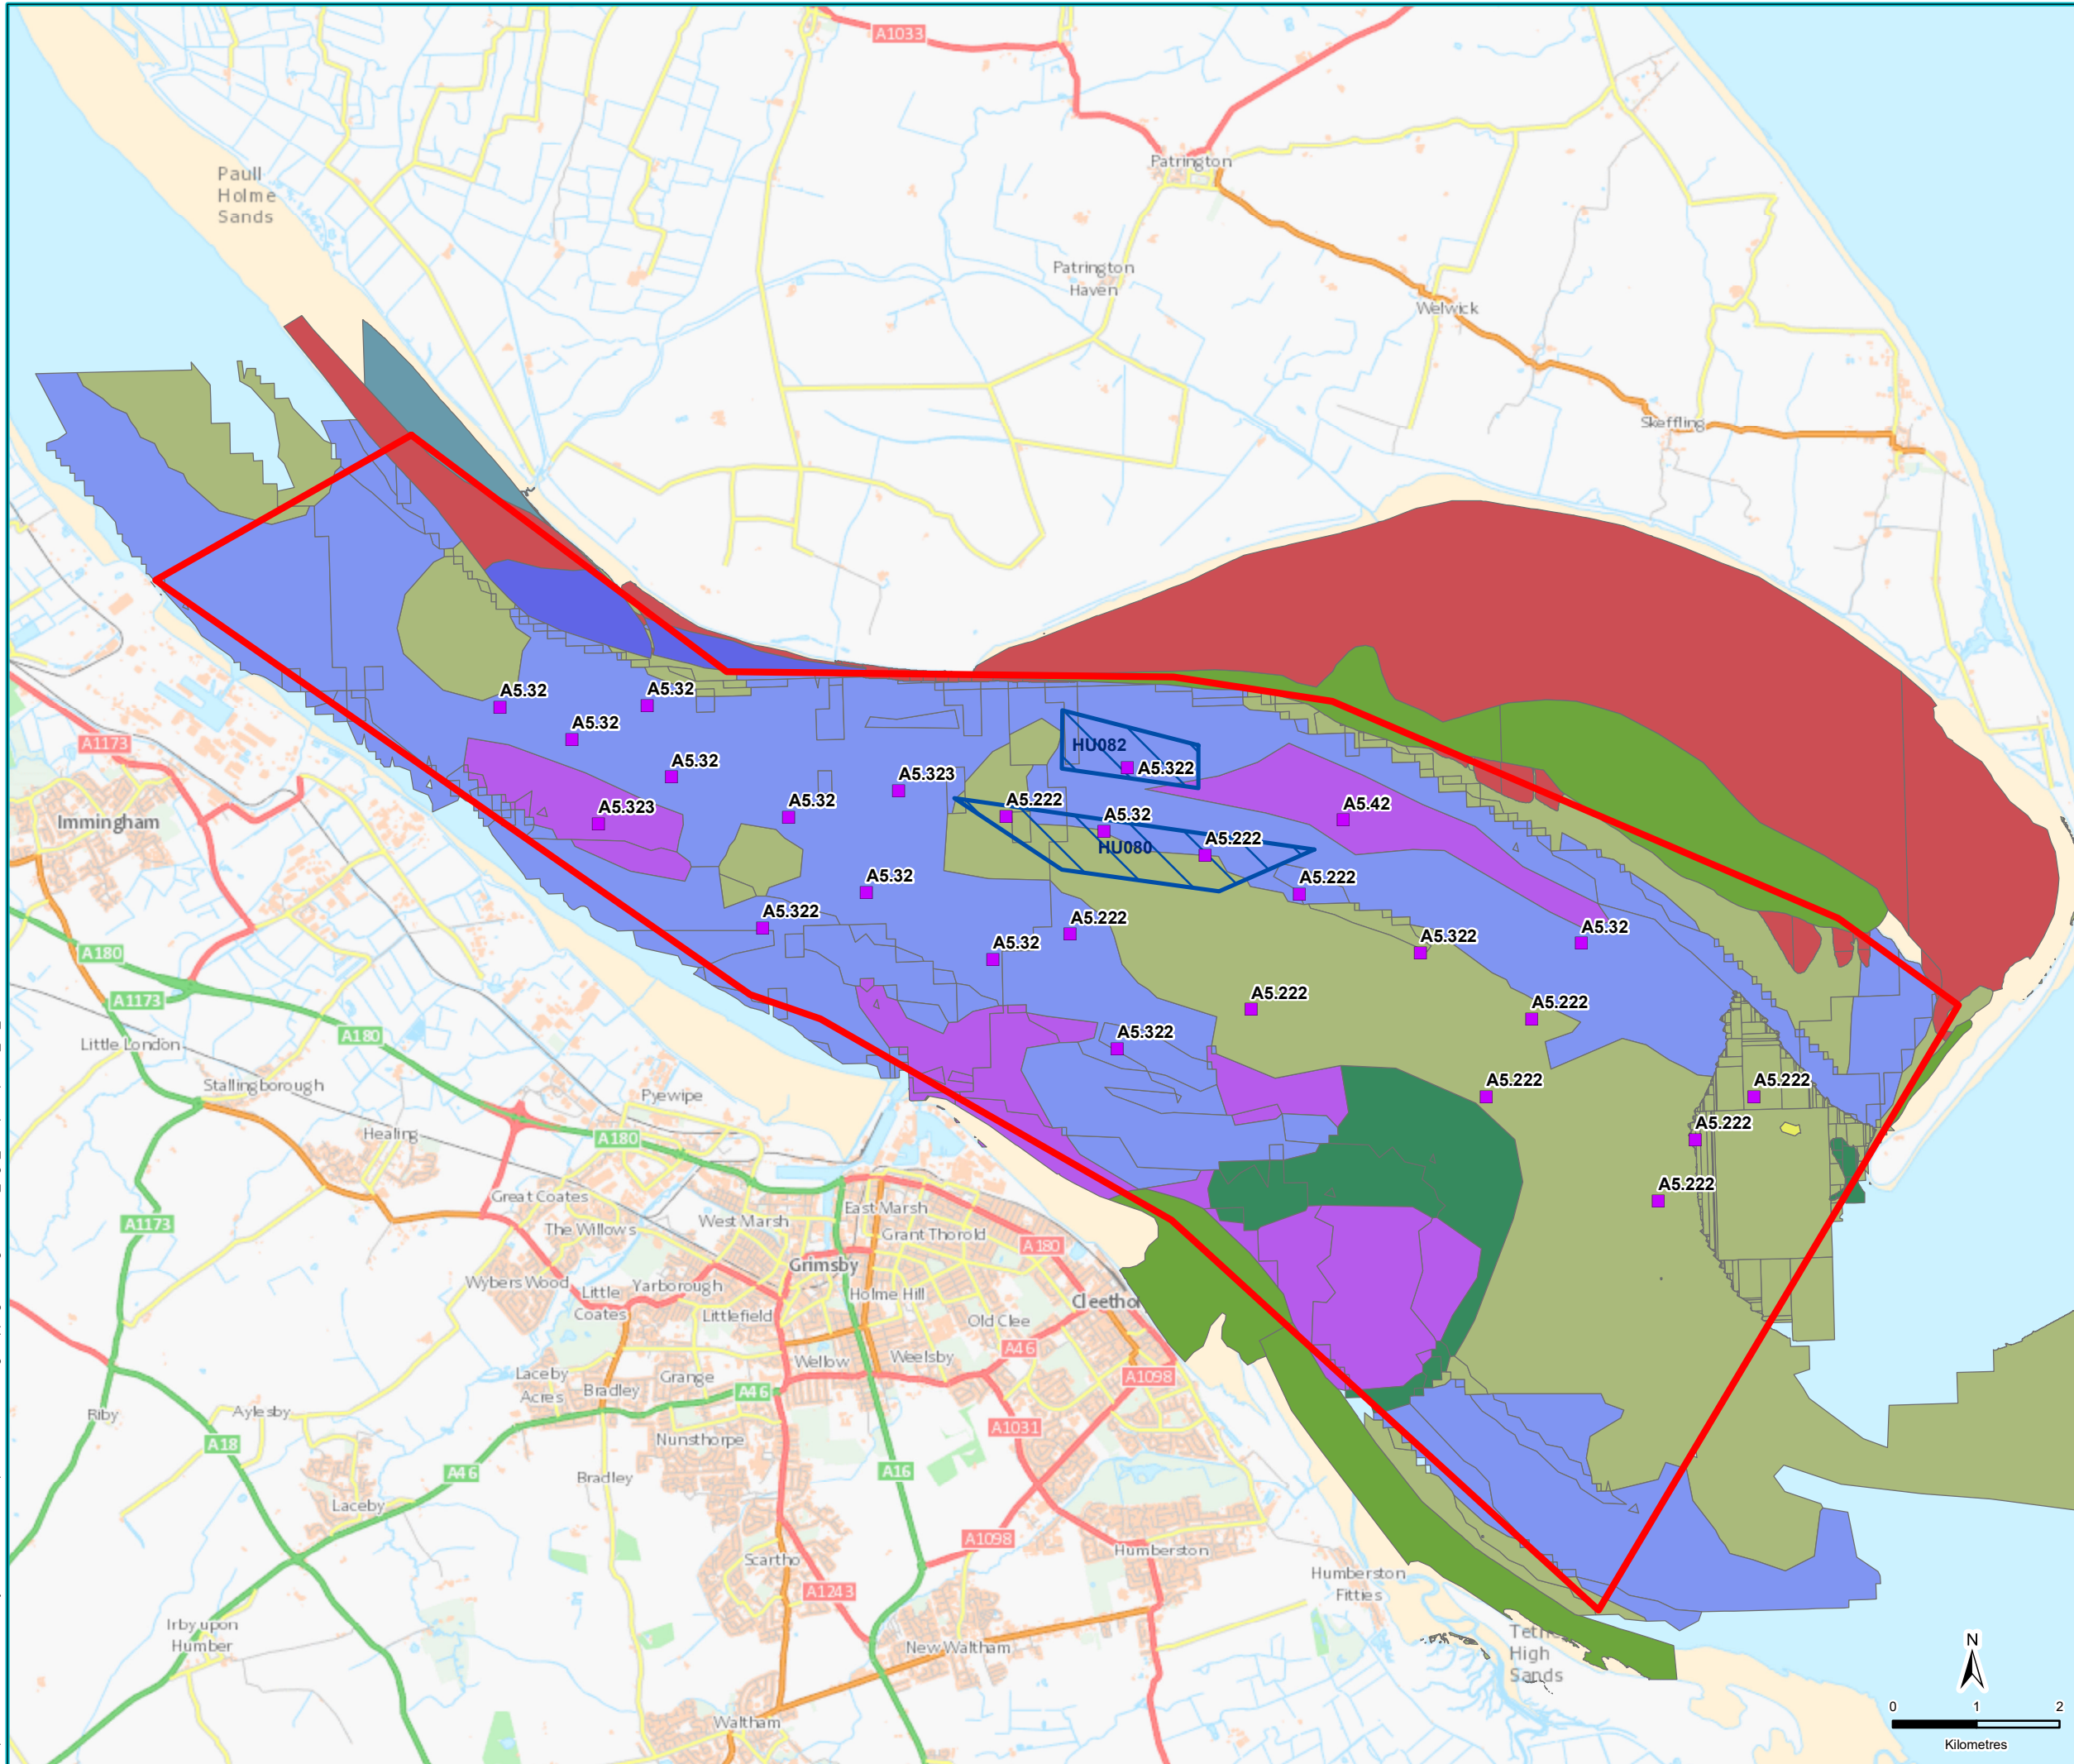 A1033
Patrington
Paull
Holme
Sands
Patrington
Haven
Welwick
Skeffling
A5.32
A5.32
A5.32
A5.32
A1173
HU082
A5.322
A5.323
A5.32
A5.323
A5.222
A5.32
A5.42
Immingham
A5.222
HU080
A5.32
A5.222
A5.322
A5.222
A5.322
A5.32
A5.32
A180
A1173
A5.222
A5.222
A180
Little London
A5.322
Stallingborough
Pyewipe
A5.222
A5.222
Healing
A180
A5.222
A5.222
Great Coates
The Willows
West Marsh
East Marsh
Grant Thorold
A1173
A180
Grimsby
Wybers Wood
Little
Coates
Yarborough
Littlefield
Holme Hill
Cleethor
Old Clee
A46
Wellow
Weelsby
Laceby
Acres
Bradley
Grange
A46
A1098
Riby
Aylesby
A18
Nunsthorpe
A1031
A46
Bradley
A16
Laceby
A1098
Scartho
Humberston
A1243
Humberston
Fitties
Irby upon
Humber
New Waltham
Tetn
High
Sands
Waltham
N
0 1 2
Kilometres